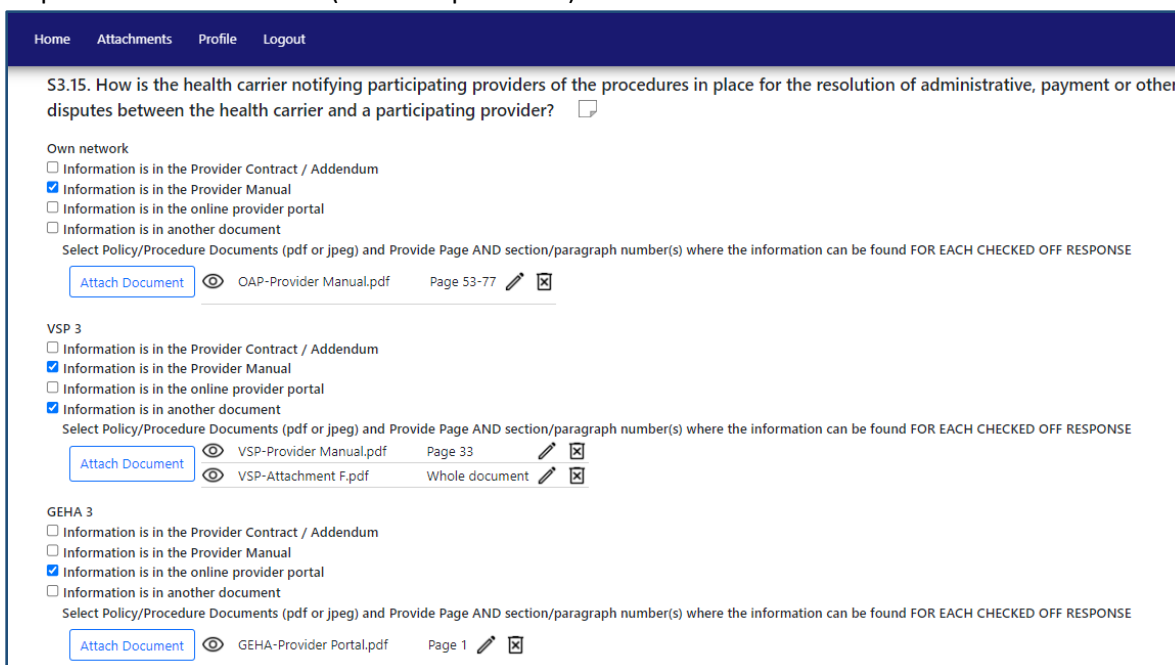 Home Attachments Profile Logout
S3.15. How is the health carrier notifying participating providers of the procedures in place for the resolution of administrative, payment or other
disputes between the health carrier and a participating provider?
Own network
Information is in the Provider Contract / Addendum
Information is in the Provider Manual
Information is in the online provider portal
Information is in another document
Select Policy/Procedure Documents (pdf or jpeg) and Provide Page AND section/paragraph number(s) where the information can be found FOR EACH CHECKED OFF RESPONSE
Attach Document OAP-Provider Manual.pdf Page 53-77
VSP 3
Information is in the Provider Contract / Addendum
Information is in the Provider Manual
Information is in the online provider portal
Information is in another document
Select Policy/Procedure Documents (pdf or jpeg) and Provide Page AND section/paragraph number(s) where the information can be found FOR EACH CHECKED OFF RESPONSE
Attach Document
VSP-Provider Manual.pdf Page 33
VSP-Attachment F.pdf Whole document
GEHA 3
Information is in the Provider Contract / Addendum
Information is in the Provider Manual
Information is in the online provider portal
Information is in another document
Select Policy/Procedure Documents (pdf or jpeg) and Provide Page AND section/paragraph number(s) where the information can be found FOR EACH CHECKED OFF RESPONSE
Attach Document GEHA-Provider Portal.pdf Page 1